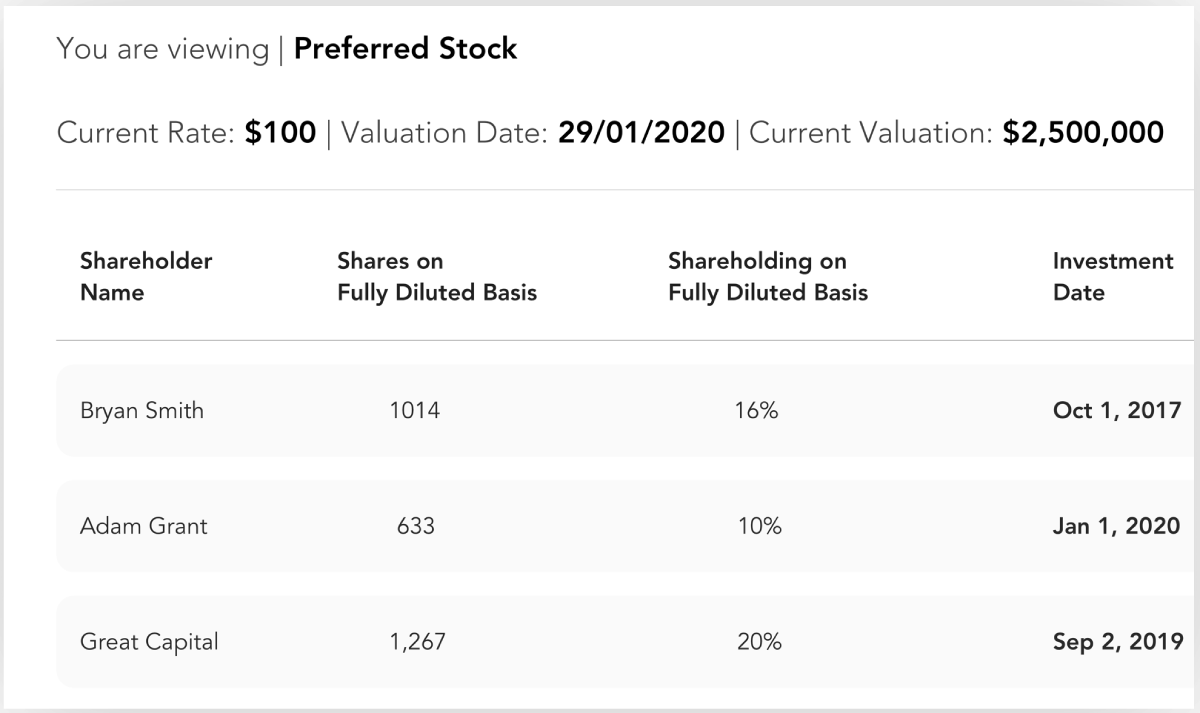 You are viewing | Preferred Stock
Current Rate: $100 | Valuation Date: 29/01/2020 | Current Valuation: $2,500,000
Shareholder Name Shares on Fully Diluted Basis Shareholding on Fully Diluted Basis Investment Date
Bryan Smith 1014 16% Oct 1, 2017
Adam Grant 633 10% Jan 1, 2020
Great Capital 1,267 20% Sep 2, 2019